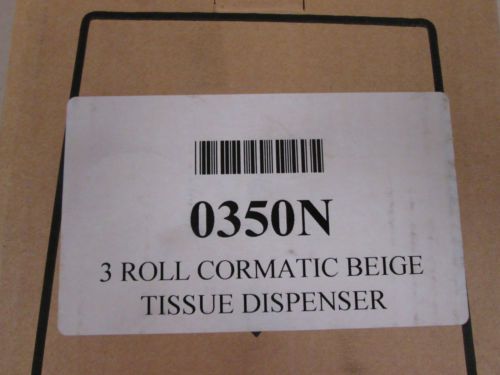 0350N
3 ROLL CORMATIC BEIGE
TISSUE DISPENSER